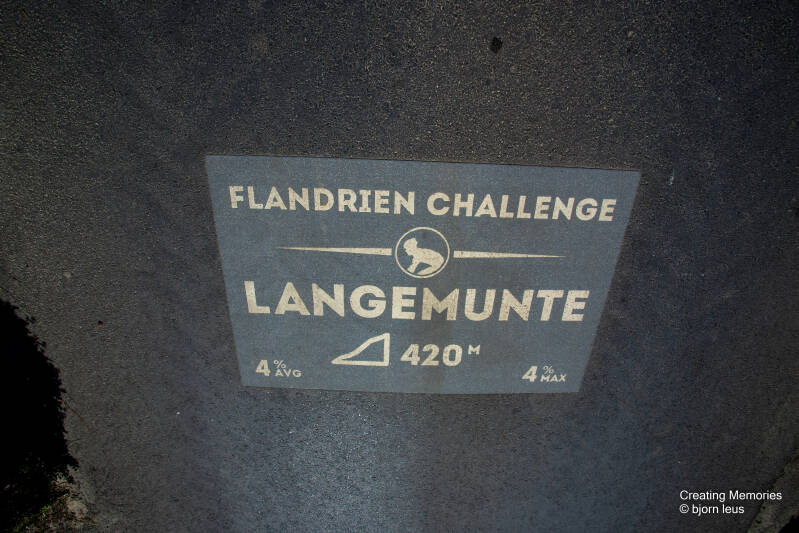 FLANDRIEN CHALLENGE
LANGEMUNTE
420 M
4 % AVG
4 % MAX
Creating Memories
© bjorn leus